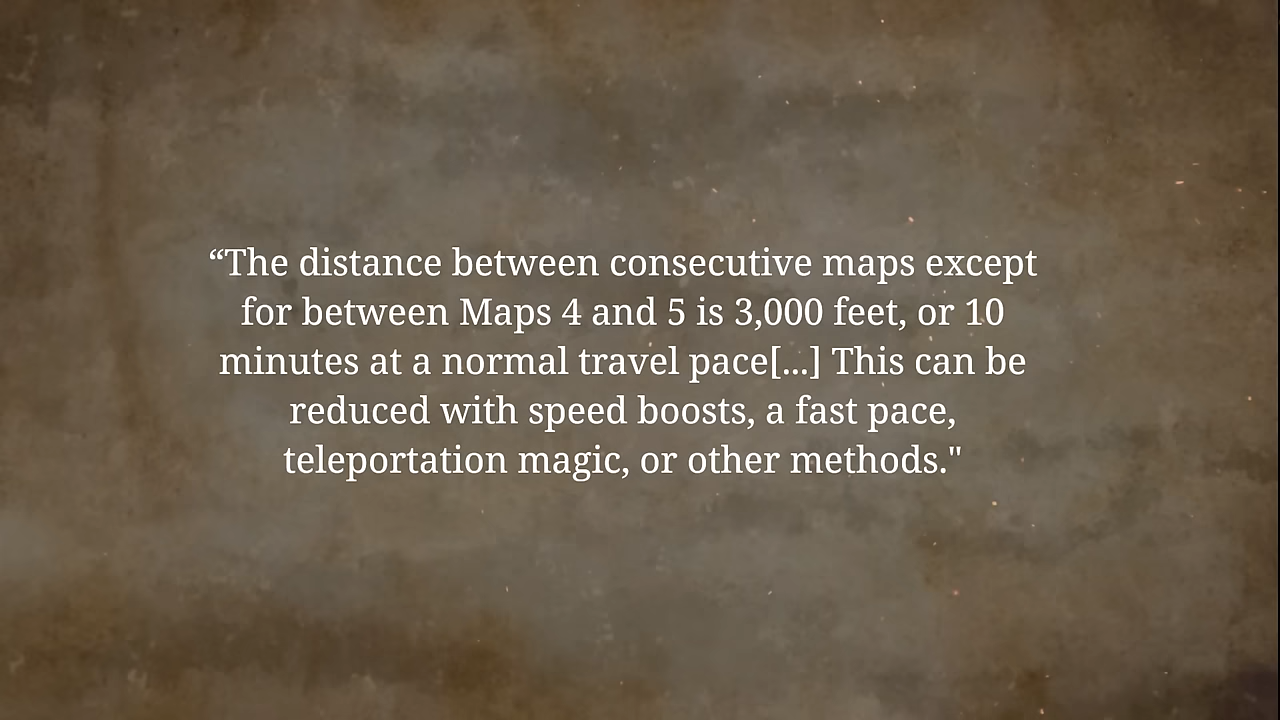 “The distance between consecutive maps except
for between Maps 4 and 5 is 3,000 feet, or 10
minutes at a normal travel pace[...] This can be
reduced with speed boosts, a fast pace,
teleportation magic, or other methods."